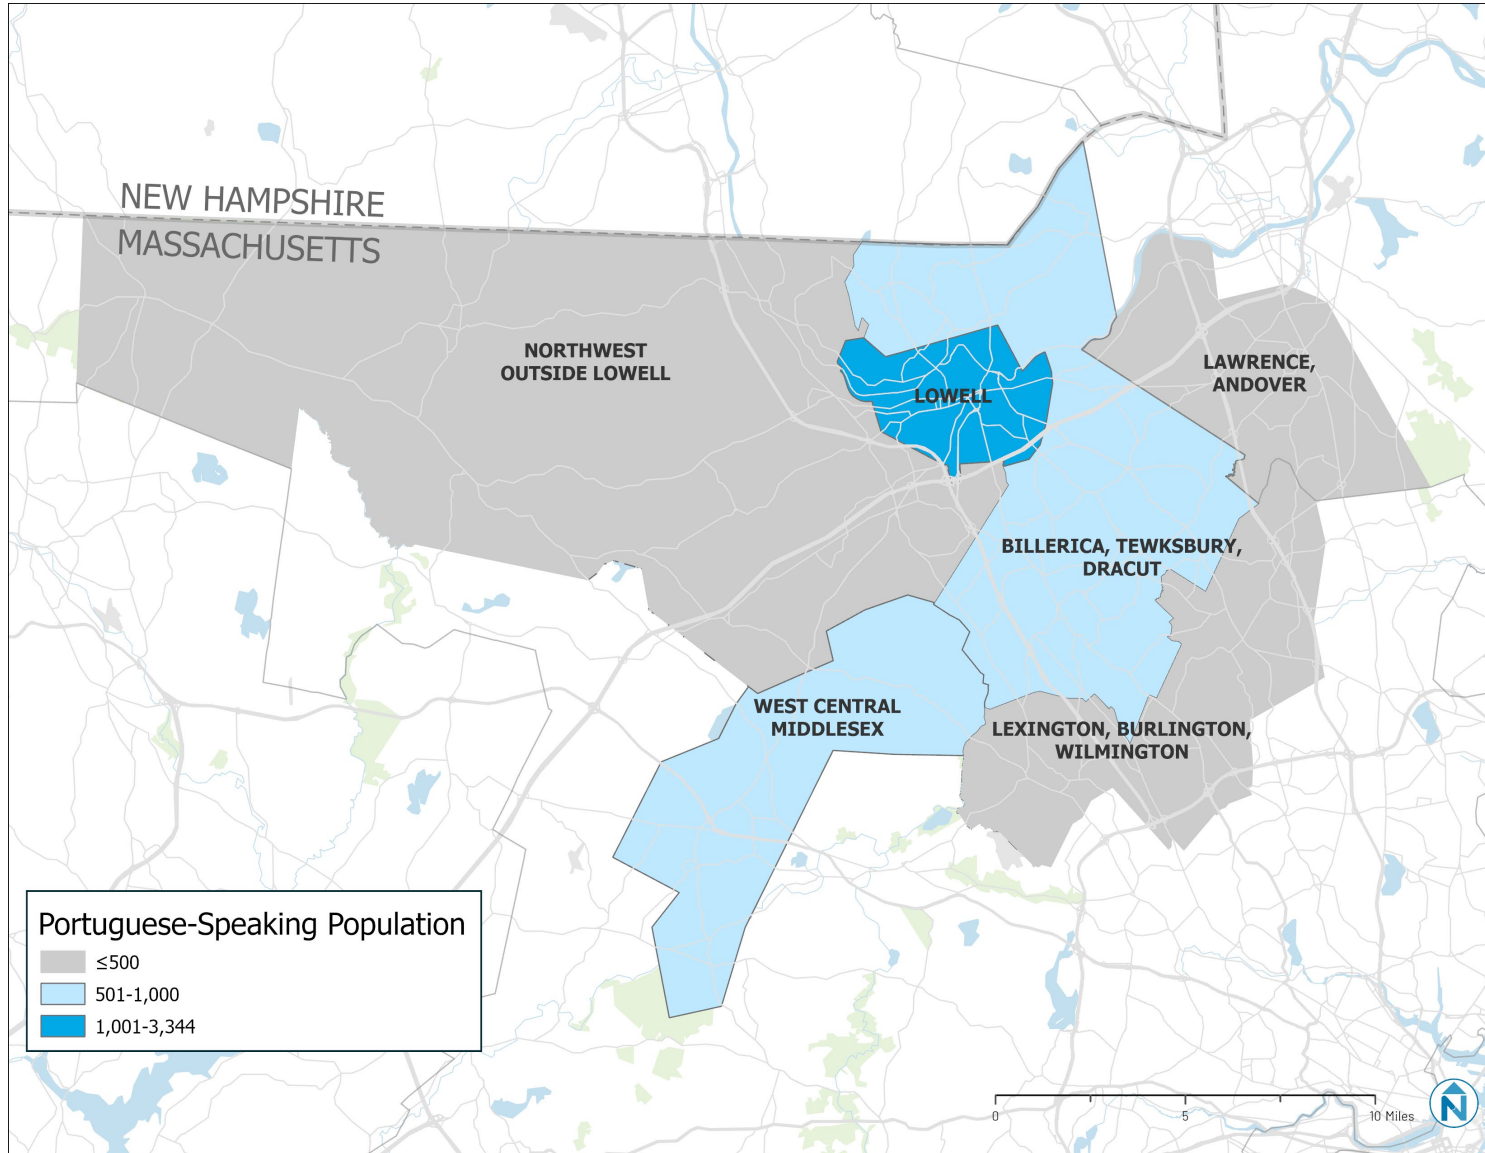 NEW HAMPSHIRE
MASSACHUSETTS
NORTHWEST
OUTSIDE LOWELL
LOWELL
LAWRENCE,
ANDOVER
BILLERICA, TEWKSBURY,
DRACUT
WEST CENTRAL
MIDDLESEX
LEXINGTON, BURLINGTON,
WILMINGTON
Portuguese-Speaking Population
≤500
501-1,000
1,001-3,344
0 5 10 Miles
N